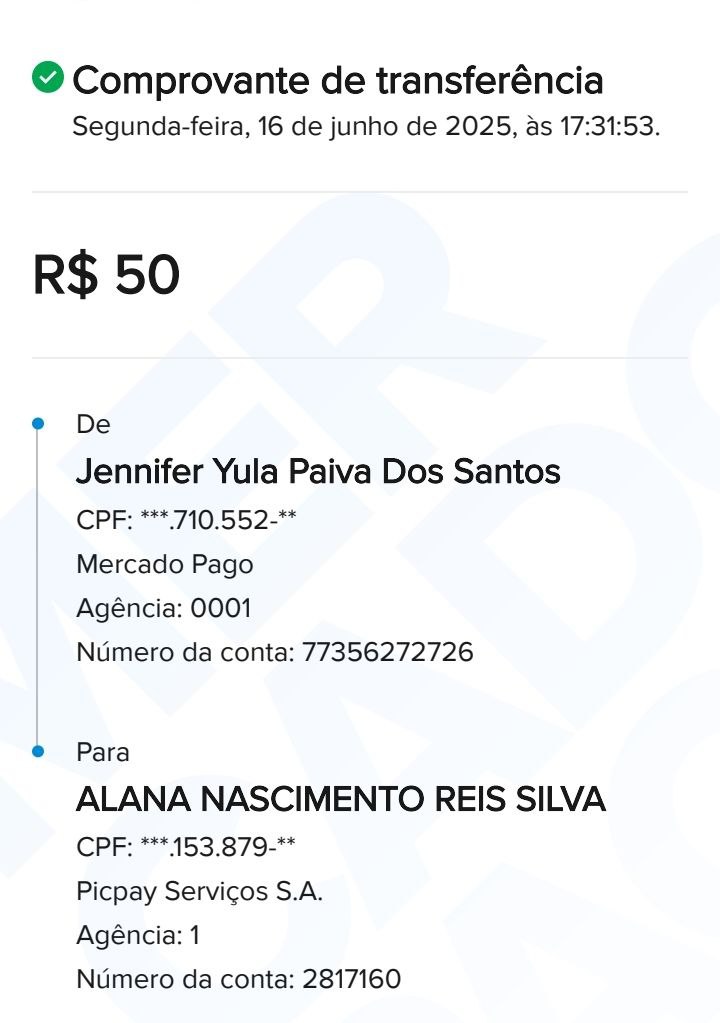 Comprovante de transferência
Segunda-feira, 16 de junho de 2025, às 17:31:53.
R$ 50
De
Jennifer Yula Paiva Dos Santos
CPF: ***.710.552-**
Mercado Pago
Agência: 0001
Número da conta: 77356272726
Para
ALANA NASCIMENTO REIS SILVA
CPF: ***.153.879-**
Picpay Serviços S.A.
Agência: 1
Número da conta: 2817160